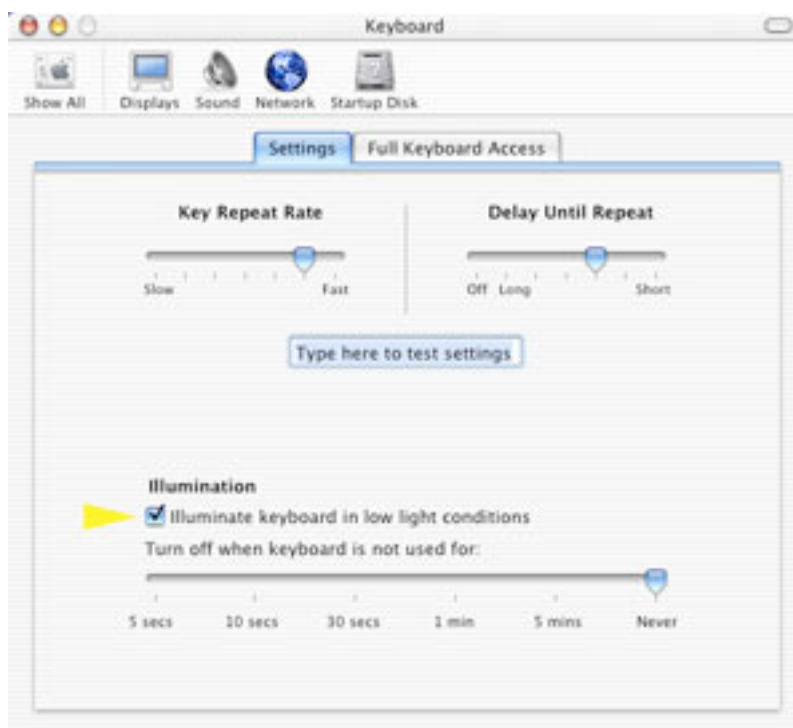 Keyboard
Show All Displays Sound Network Startup Disk
Settings Full Keyboard Access
Key Repeat Rate Delay Until Repeat
Slow Fast Off Long Short
Type here to test settings
Illumination
Illuminate keyboard in low light conditions
Turn off when keyboard is not used for:
5 secs 10 secs 30 secs 1 min 5 mins Never